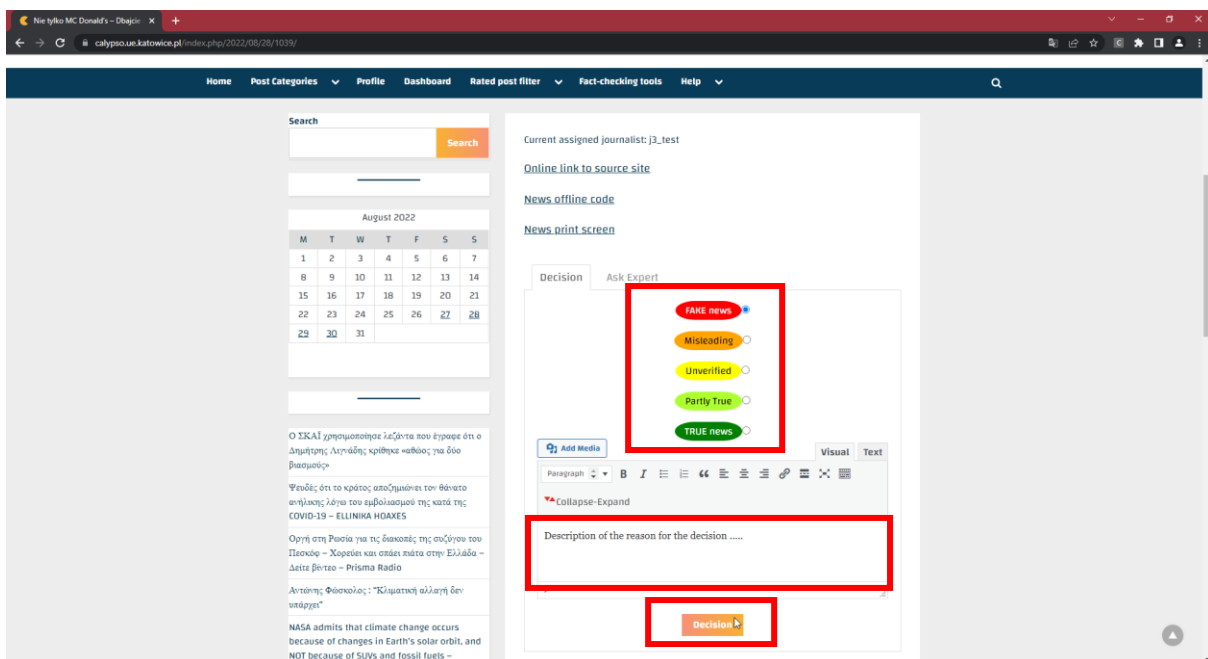 Nie tylko MC Donald's – Dbajcie
calypso.ue.katowice.pl/index.php/2022/08/28/1039/
Home Post Categories Profile Dashboard Rated post filter Fact-checking tools Help
Search
Search
August 2022
M T W T F S S
1 2 3 4 5 6 7
8 9 10 11 12 13 14
15 16 17 18 19 20 21
22 23 24 25 26 27 28
29 30 31
Ο ΣΚΑΪ χρησιμοποίησε λεζάντα που έγραφε ότι ο
Δημήτρης Λιγνάδης κρίθηκε «αθώος για δύο
βιασμούς»
Ψευδές ότι το κράτος αποζημιώνει τον θάνατο
ανήλικης λόγω του εμβολιασμού της κατά της
COVID-19 – ELLINIKA HOAXES
Οργή στη Ρωσία για τις διακοπές της συζύγου του
Πεσκόφ – Χορεύει και σπάει πιάτα στην Ελλάδα –
Δείτε βίντεο – Prisma Radio
Αντώνης Φώσκολος : "Κλιματική αλλαγή δεν
υπάρχει"
NASA admits that climate change occurs
because of changes in Earth's solar orbit, and
NOT because of SUVs and fossil fuels –
Current assigned journalist: j3_test
Online link to source site
News offline code
News print screen
Decision Ask Expert
FAKE news
Misleading
Unverified
Partly True
TRUE news
Add Media
Visual Text
Paragraph B I
Collapse-Expand
Description of the reason for the decision .....
Decision